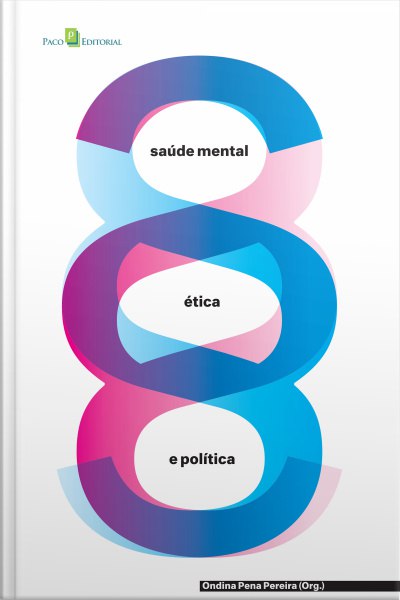 PACO EDITORIAL
saúde mental
ética
e política
Ondina Pena Pereira (Org.)